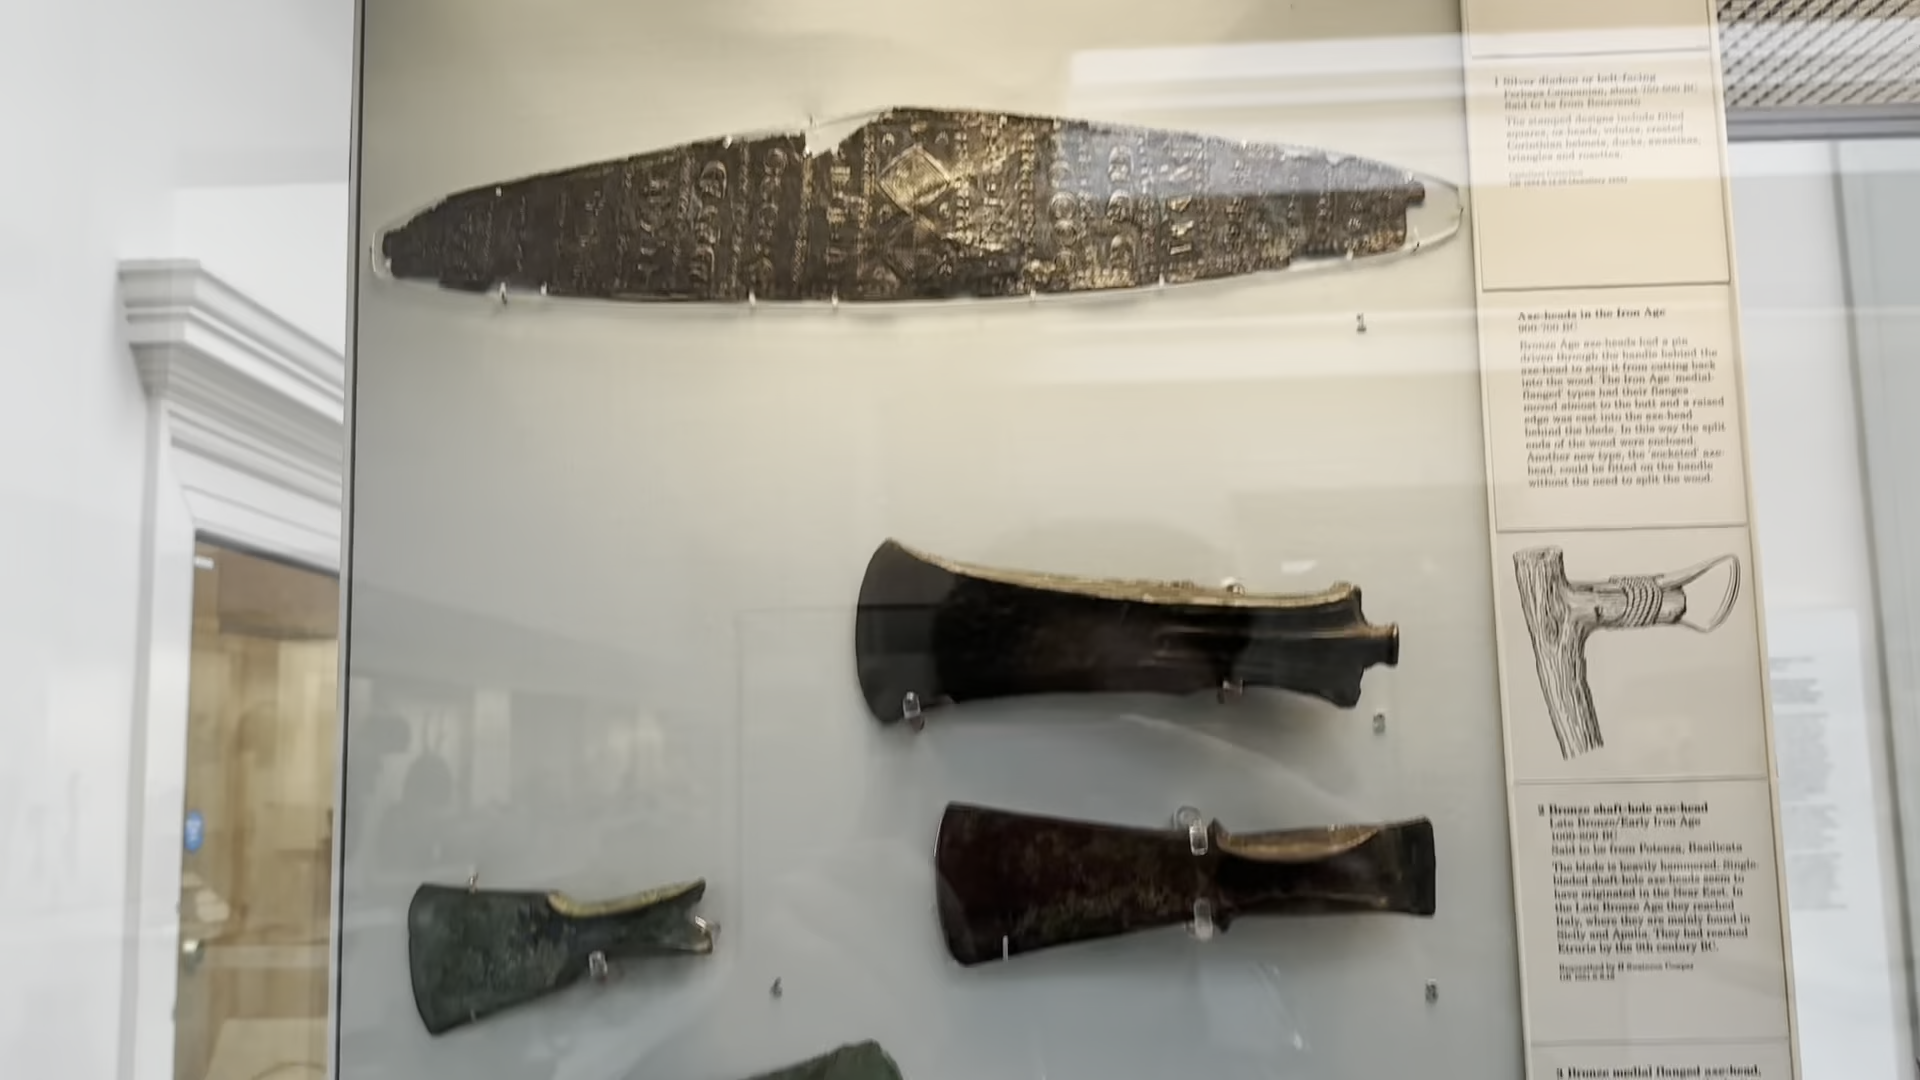 1 Silver diadem or belt-facing
Perhaps Campanian, about 700-600 BC
Said to be from Benevento
The stamped designs include filled
squares, ox-heads, volutes, crested
Corinthian helmets, ducks, swastikas,
triangles and rosettes.
1
Axe-heads in the Iron Age
900-700 BC
Bronze Age axe-heads had a pin
driven through the handle behind the
axe-head to stop it from cutting back
into the wood. The Iron Age 'medial-
flanged' types had their flanges
moved almost to the butt and a raised
edge was cast into the axe-head
behind the blade. In this way the split
ends of the wood were enclosed.
Another new type, the 'socketed' axe-
head, could be fitted on the handle
without the need to split the wood.
2 Bronze shaft-hole axe-head
Late Bronze/Early Iron Age
1000-800 BC
Said to be from Potenza, Basilicata
The blade is heavily hammered. Single-
bladed shaft-hole axe-heads seem to
have originated in the Near East. In
the Late Bronze Age they reached
Italy, where they are mainly found in
Sicily and Apulia. They had reached
Etruria by the 8th century BC.
4
3 Bronze medial flanged axe-head,